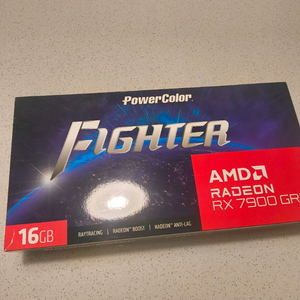 PowerColor
FIGHTER
AMD
RADEON
RX 7900 GR
16GB
RAYTRACING | RADEON™ BOOST | RADEON™ ANTI-LAG